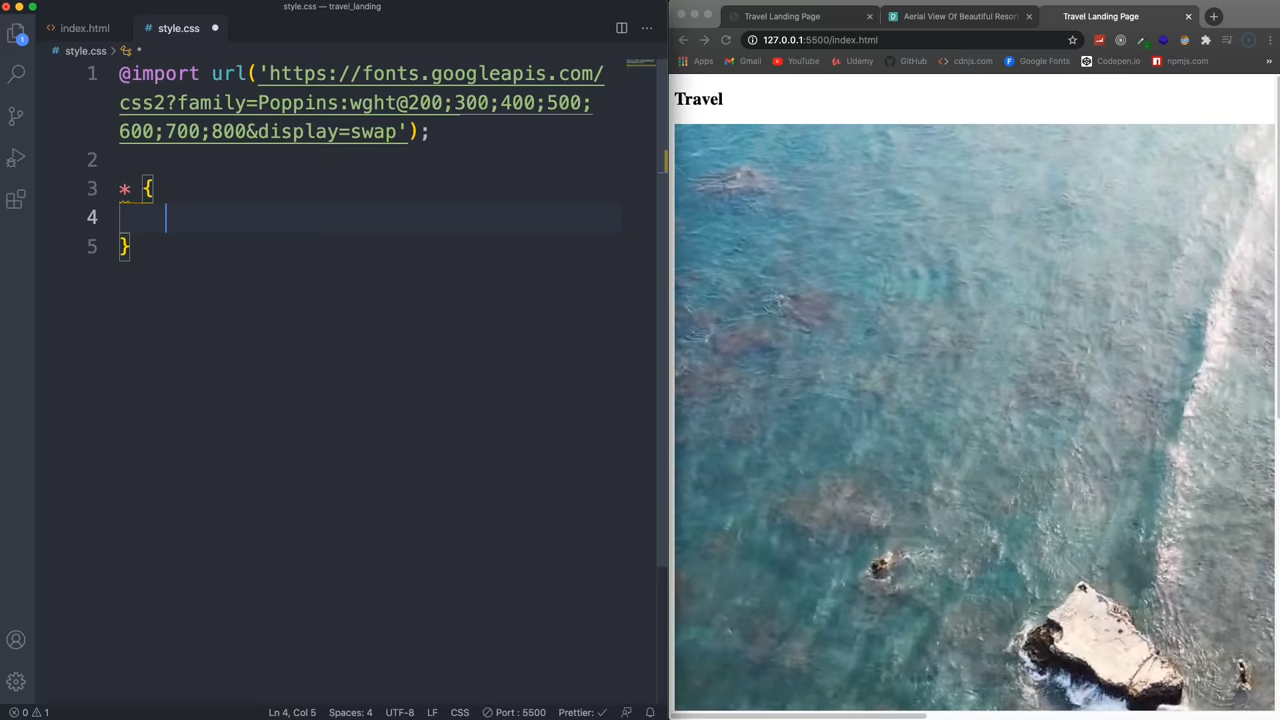 style.css — travel_landing
index.html
style.css
style.css > *
1 @import url('https://fonts.googleapis.com/
css2?family=Poppins:wght@200;300;400;500;
600;700;800&display=swap');
2
3 * {
4
5 }
0 1
Ln 4, Col 5 Spaces: 4 UTF-8 LF CSS Port : 5500 Prettier: ✓
1
Travel Landing Page
Aerial View Of Beautiful Resor
Travel Landing Page
127.0.0.1:5500/index.html
Apps Gmail YouTube Udemy GitHub cdnjs.com Google Fonts Codepen.io npmjs.com »
Travel